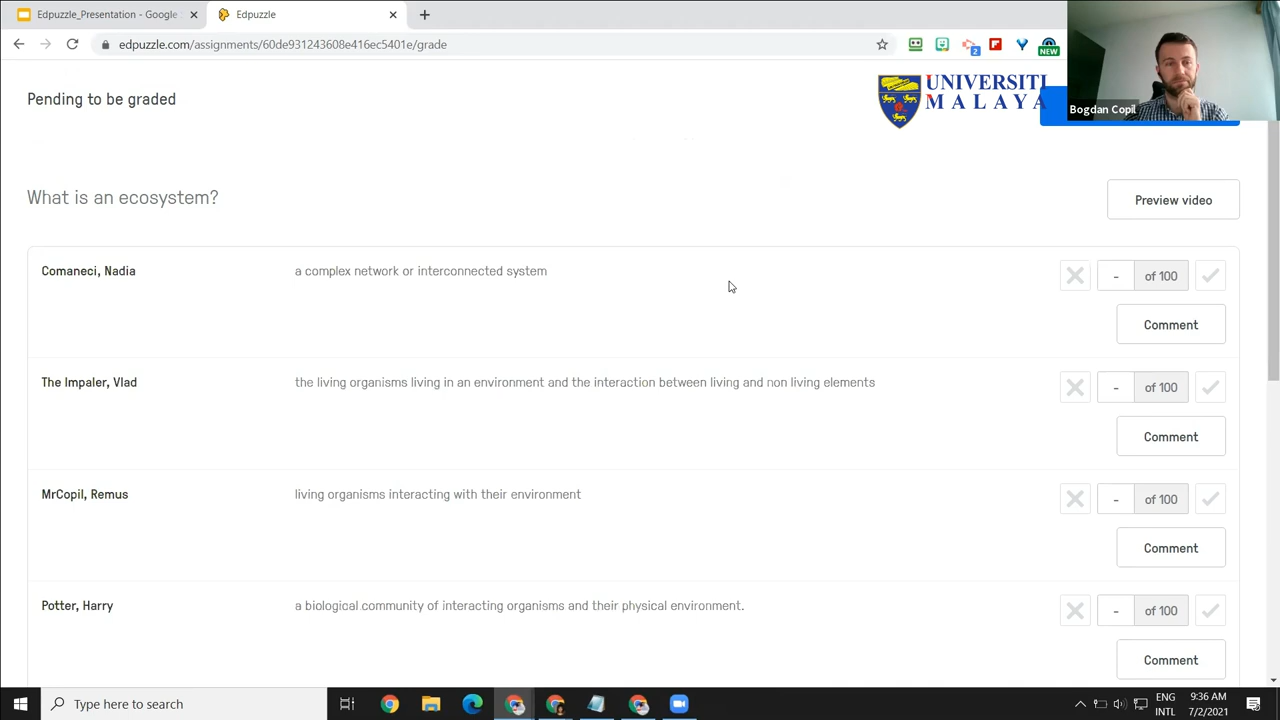 Edpuzzle_Presentation - Google
Edpuzzle
edpuzzle.com/assignments/60de931243600e416ec5401e/grade
2
NEW
Pending to be graded
UNIVERSITI
MALAYA
Bogdan Copil
What is an ecosystem?
Preview video
Comaneci, Nadia
a complex network or interconnected system
- of 100
Comment
The Impaler, Vlad
the living organisms living in an environment and the interaction between living and non living elements
- of 100
Comment
MrCopil, Remus
living organisms interacting with their environment
- of 100
Comment
Potter, Harry
a biological community of interacting organisms and their physical environment.
- of 100
Comment
Type here to search
ENG
INTL
9:36 AM
7/2/2021